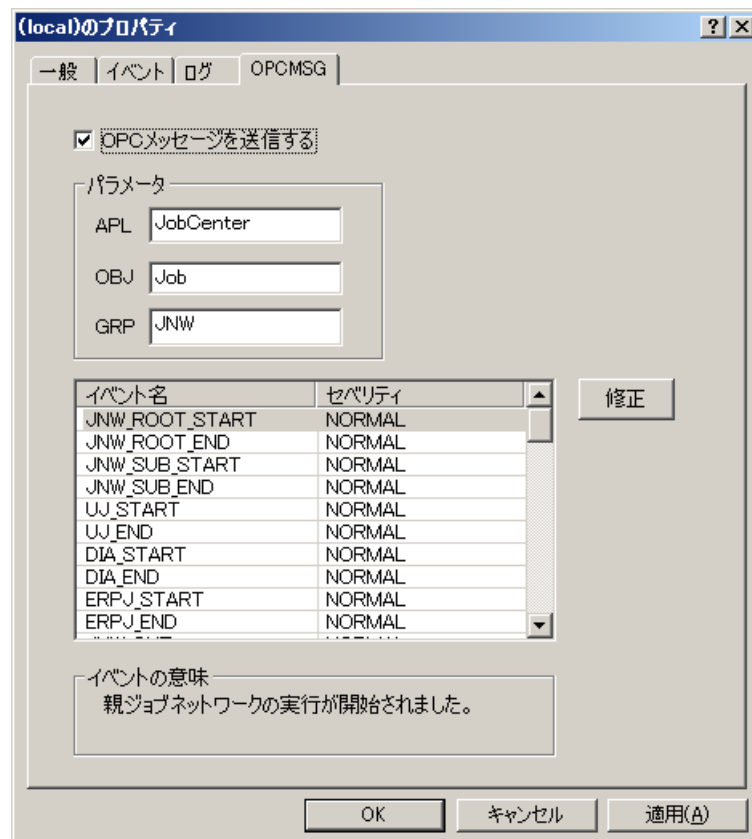 (local)のプロパティ
一般 イベント ログ OPCMSG
OPCメッセージを送信する
パラメータ
APL JobCenter
OBJ Job
GRP JNW
イベント名 セベリティ
JNW_ROOT_START NORMAL
JNW_ROOT_END NORMAL
JNW_SUB_START NORMAL
JNW_SUB_END NORMAL
UJ_START NORMAL
UJ_END NORMAL
DIA_START NORMAL
DIA_END NORMAL
ERPJ_START NORMAL
ERPJ_END NORMAL
修正
イベントの意味
親ジョブネットワークの実行が開始されました。
OK キャンセル 適用(A)